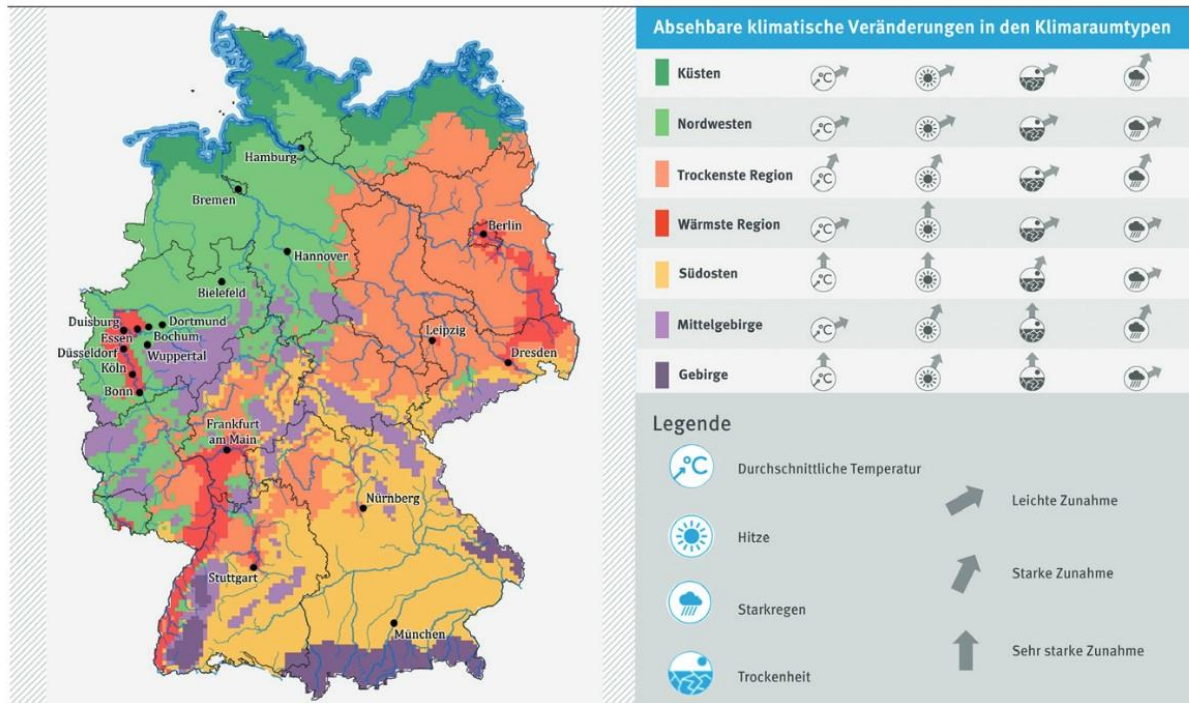 Hamburg
Bremen
Berlin
Hannover
Bielefeld
Duisburg
Dortmund
Essen
Bochum
Düsseldorf
Wuppertal
Leipzig
Köln
Dresden
Bonn
Frankfurt
am Main
Nürnberg
Stuttgart
München
Absehbare klimatische Veränderungen in den Klimaraumtypen
Küsten
°C
Nordwesten
°C
Trockenste Region
°C
Wärmste Region
°C
Südosten
°C
Mittelgebirge
°C
Gebirge
°C
Legende
°C
Durchschnittliche Temperatur
Leichte Zunahme
Hitze
Starke Zunahme
Starkregen
Sehr starke Zunahme
Trockenheit